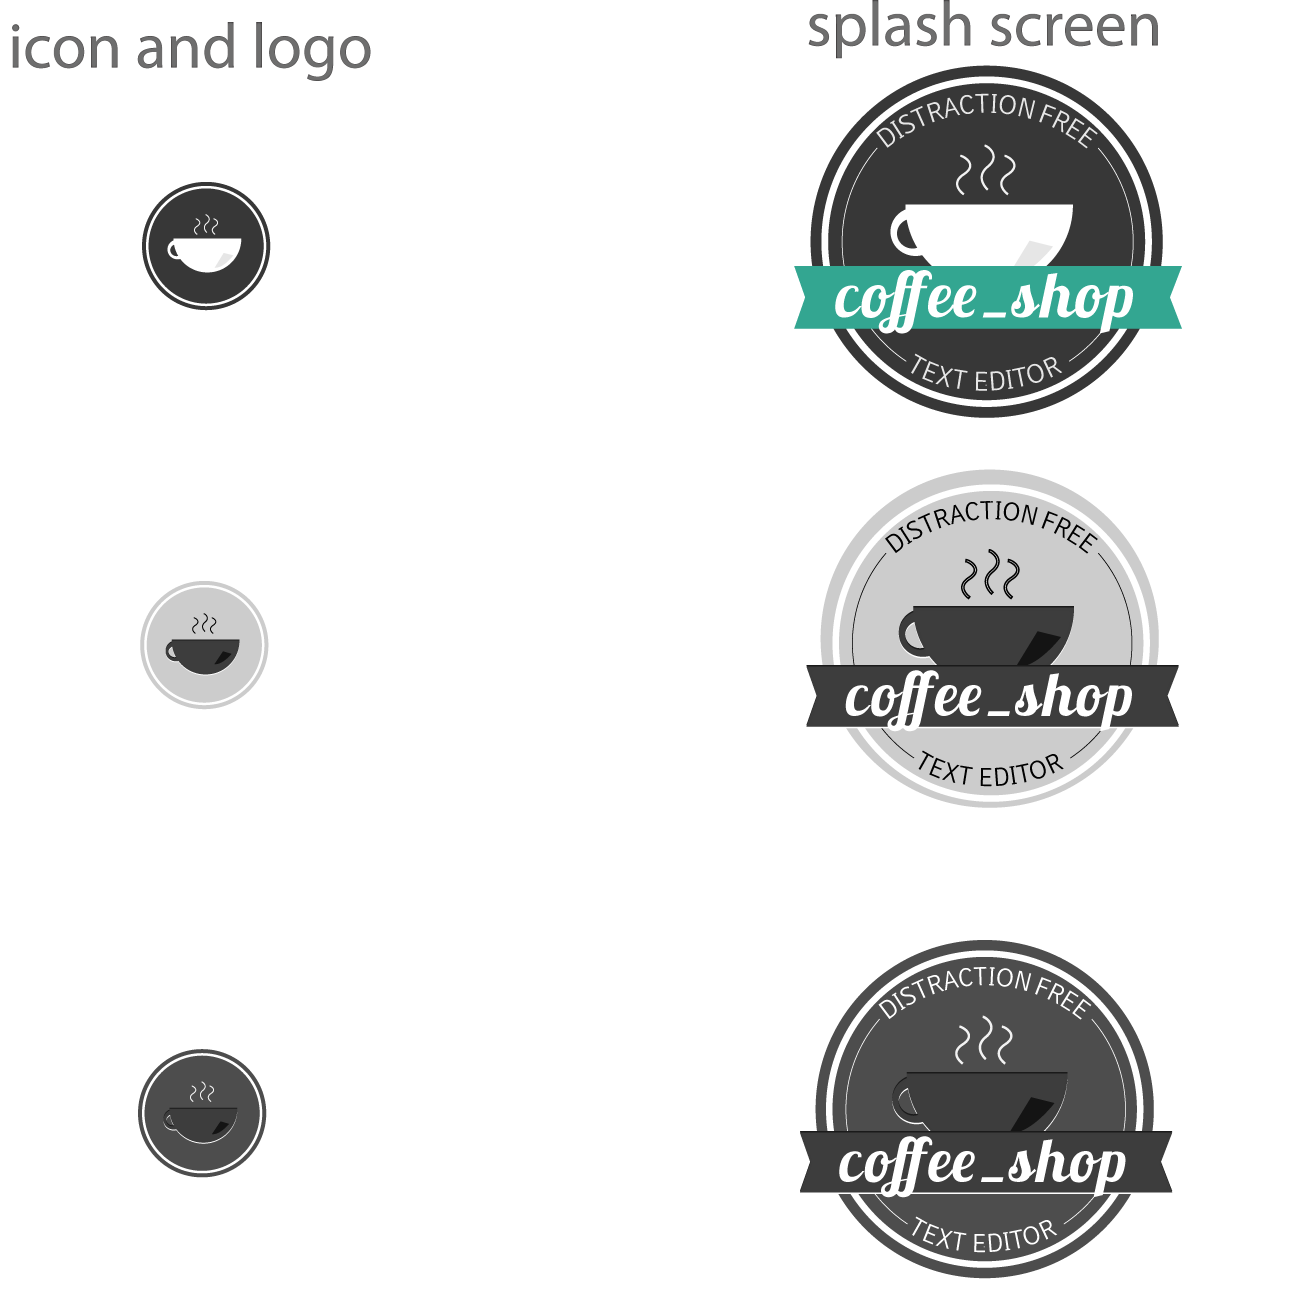 icon and logo
splash screen
DISTRACTION FREE
coffee_shop
TEXT EDITOR
DISTRACTION FREE
coffee_shop
TEXT EDITOR
DISTRACTION FREE
coffee_shop
TEXT EDITOR